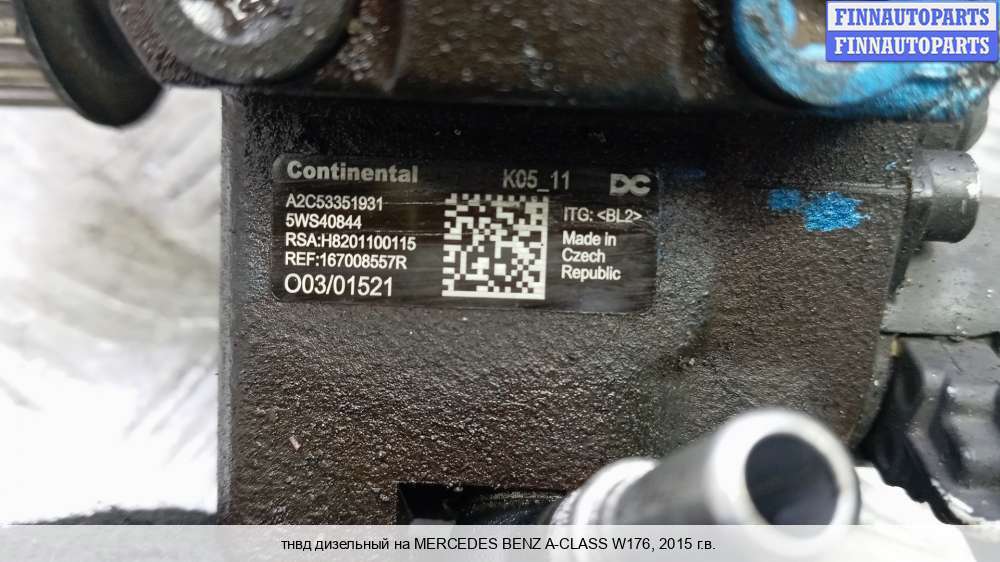 FINNAUTOPARTS
FINNAUTOPARTS
Continental
K05_11
DC
A2C53351931
5WS40844
RSA:H8201100115
REF:167008557R
O03/01521
ITG: <BL2>
Made in
Czech
Republic
тнвд дизельный на MERCEDES BENZ A-CLASS W176, 2015 г.в.